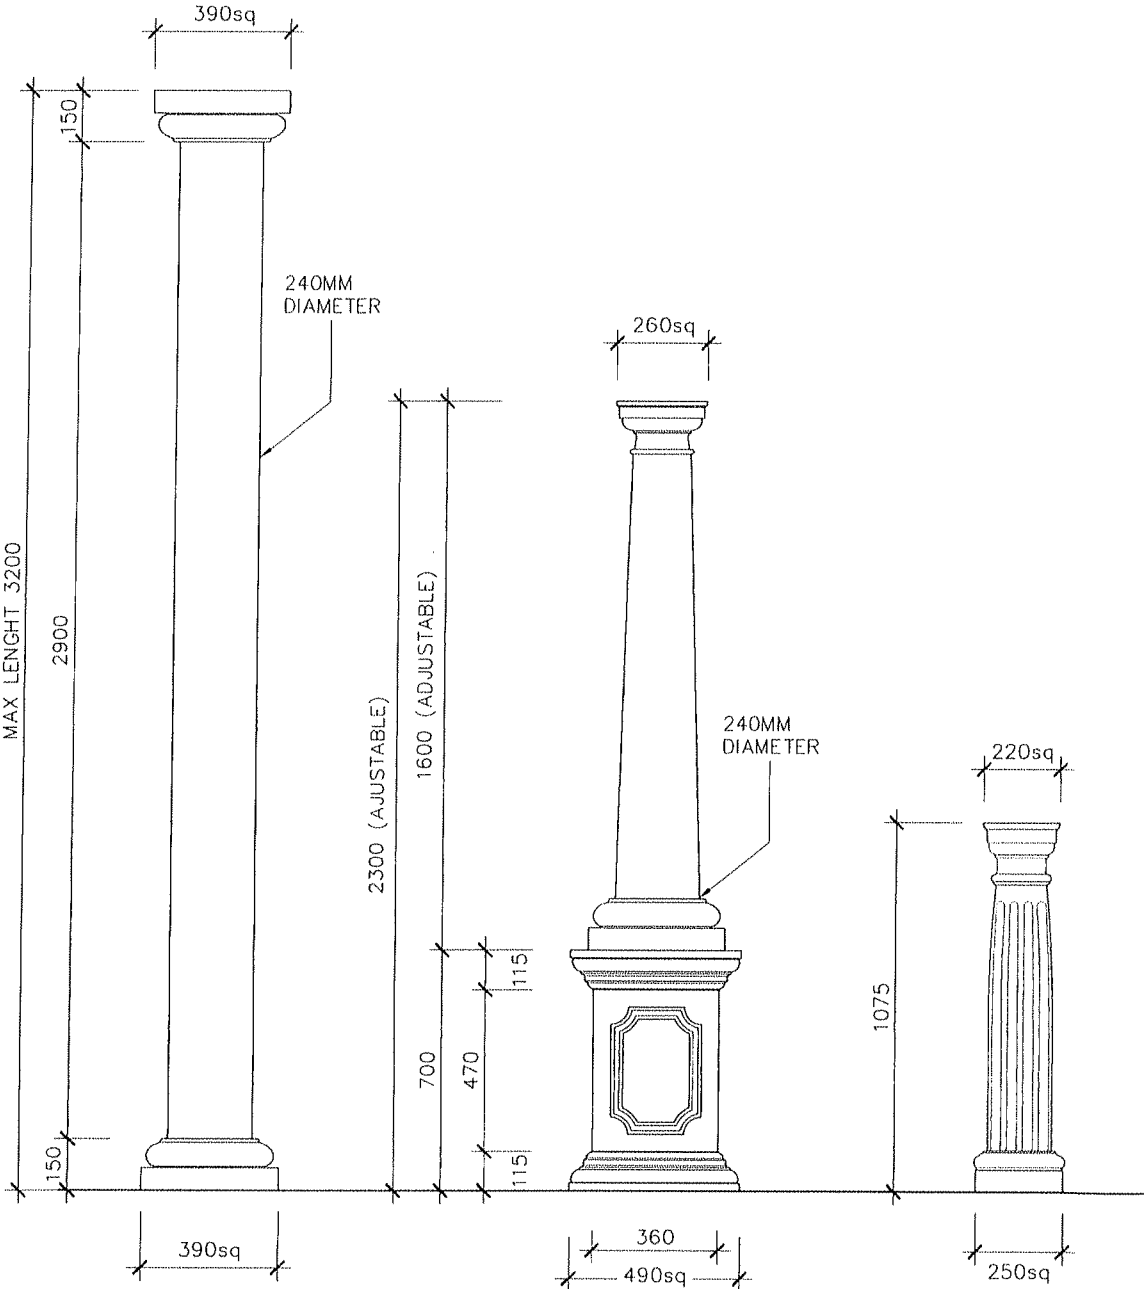 390sq
150
MAX LENGHT 3200
2900
240MM
DIAMETER
150
390sq
260sq
2300 (AJUSTABLE)
1600 (ADJUSTABLE)
240MM
DIAMETER
115
700
470
115
360
490sq
220sq
1075
250sq